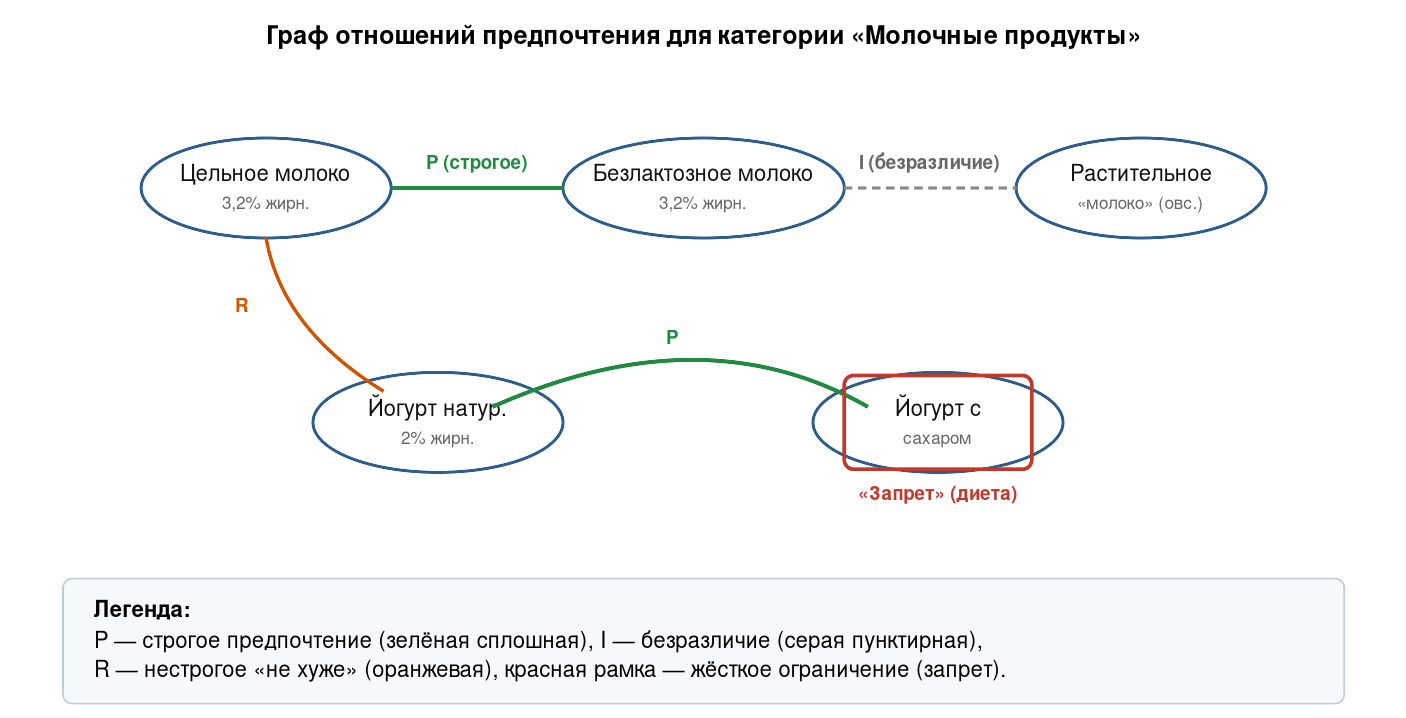 Граф отношений предпочтения для категории «Молочные продукты»
P (строгое)
I (безразличие)
Цельное молоко
3,2% жирн.
Безлактозное молоко
3,2% жирн.
Растительное
«молоко» (овс.)
R
P
Йогурт натур.
2% жирн.
Йогурт с
сахаром
«Запрет» (диета)
Легенда:
P — строгое предпочтение (зелёная сплошная), I — безразличие (серая пунктирная),
R — нестрогое «не хуже» (оранжевая), красная рамка — жёсткое ограничение (запрет).